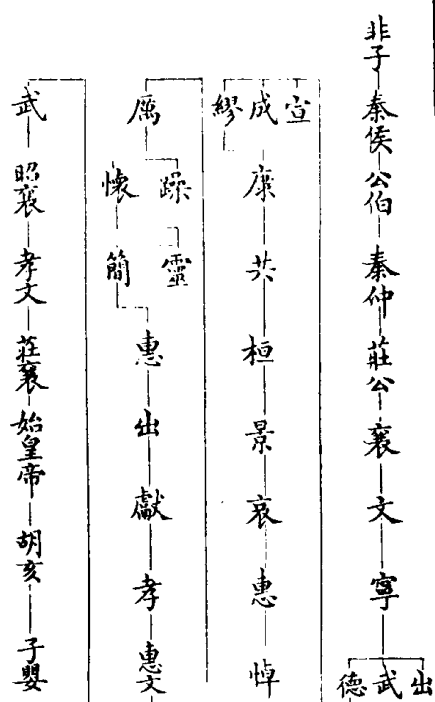 非子 秦侯 公伯 秦仲 莊公 襄 文 寧
出 武 德
宣 成 繆
康 共 桓 景 哀 惠 悼
厲
躁 懷
靈 簡
惠 出 獻 孝 惠文
武 昭襄 孝文 莊襄 始皇帝 胡亥 子嬰